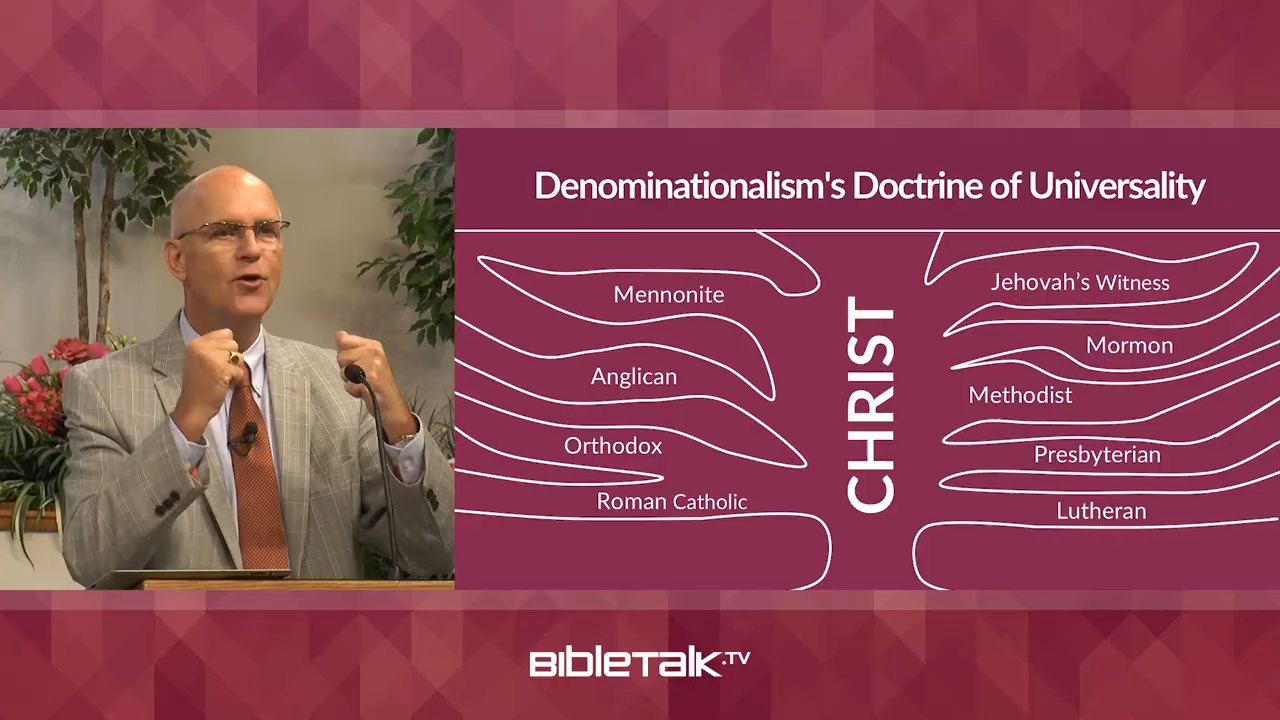 Denominationalism's Doctrine of Universality
Mennonite
Anglican
Orthodox
Roman Catholic
CHRIST
Jehovah's Witness
Mormon
Methodist
Presbyterian
Lutheran
BIBLETALK.TV